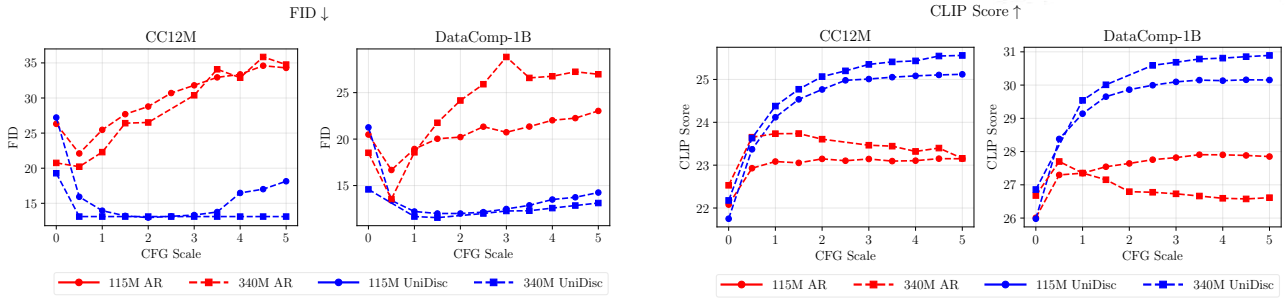 FID ↓
CC12M
DataComp-1B
FID
35
30
25
20
15
0 1 2 3 4 5
CFG Scale
FID
25
20
15
0 1 2 3 4 5
CFG Scale
115M AR 340M AR 115M UniDisc 340M UniDisc
CLIP Score ↑
CC12M
DataComp-1B
CLIP Score
25
24
23
22
0 1 2 3 4 5
CFG Scale
CLIP Score
31
30
29
28
27
26
0 1 2 3 4 5
CFG Scale
115M AR 340M AR 115M UniDisc 340M UniDisc